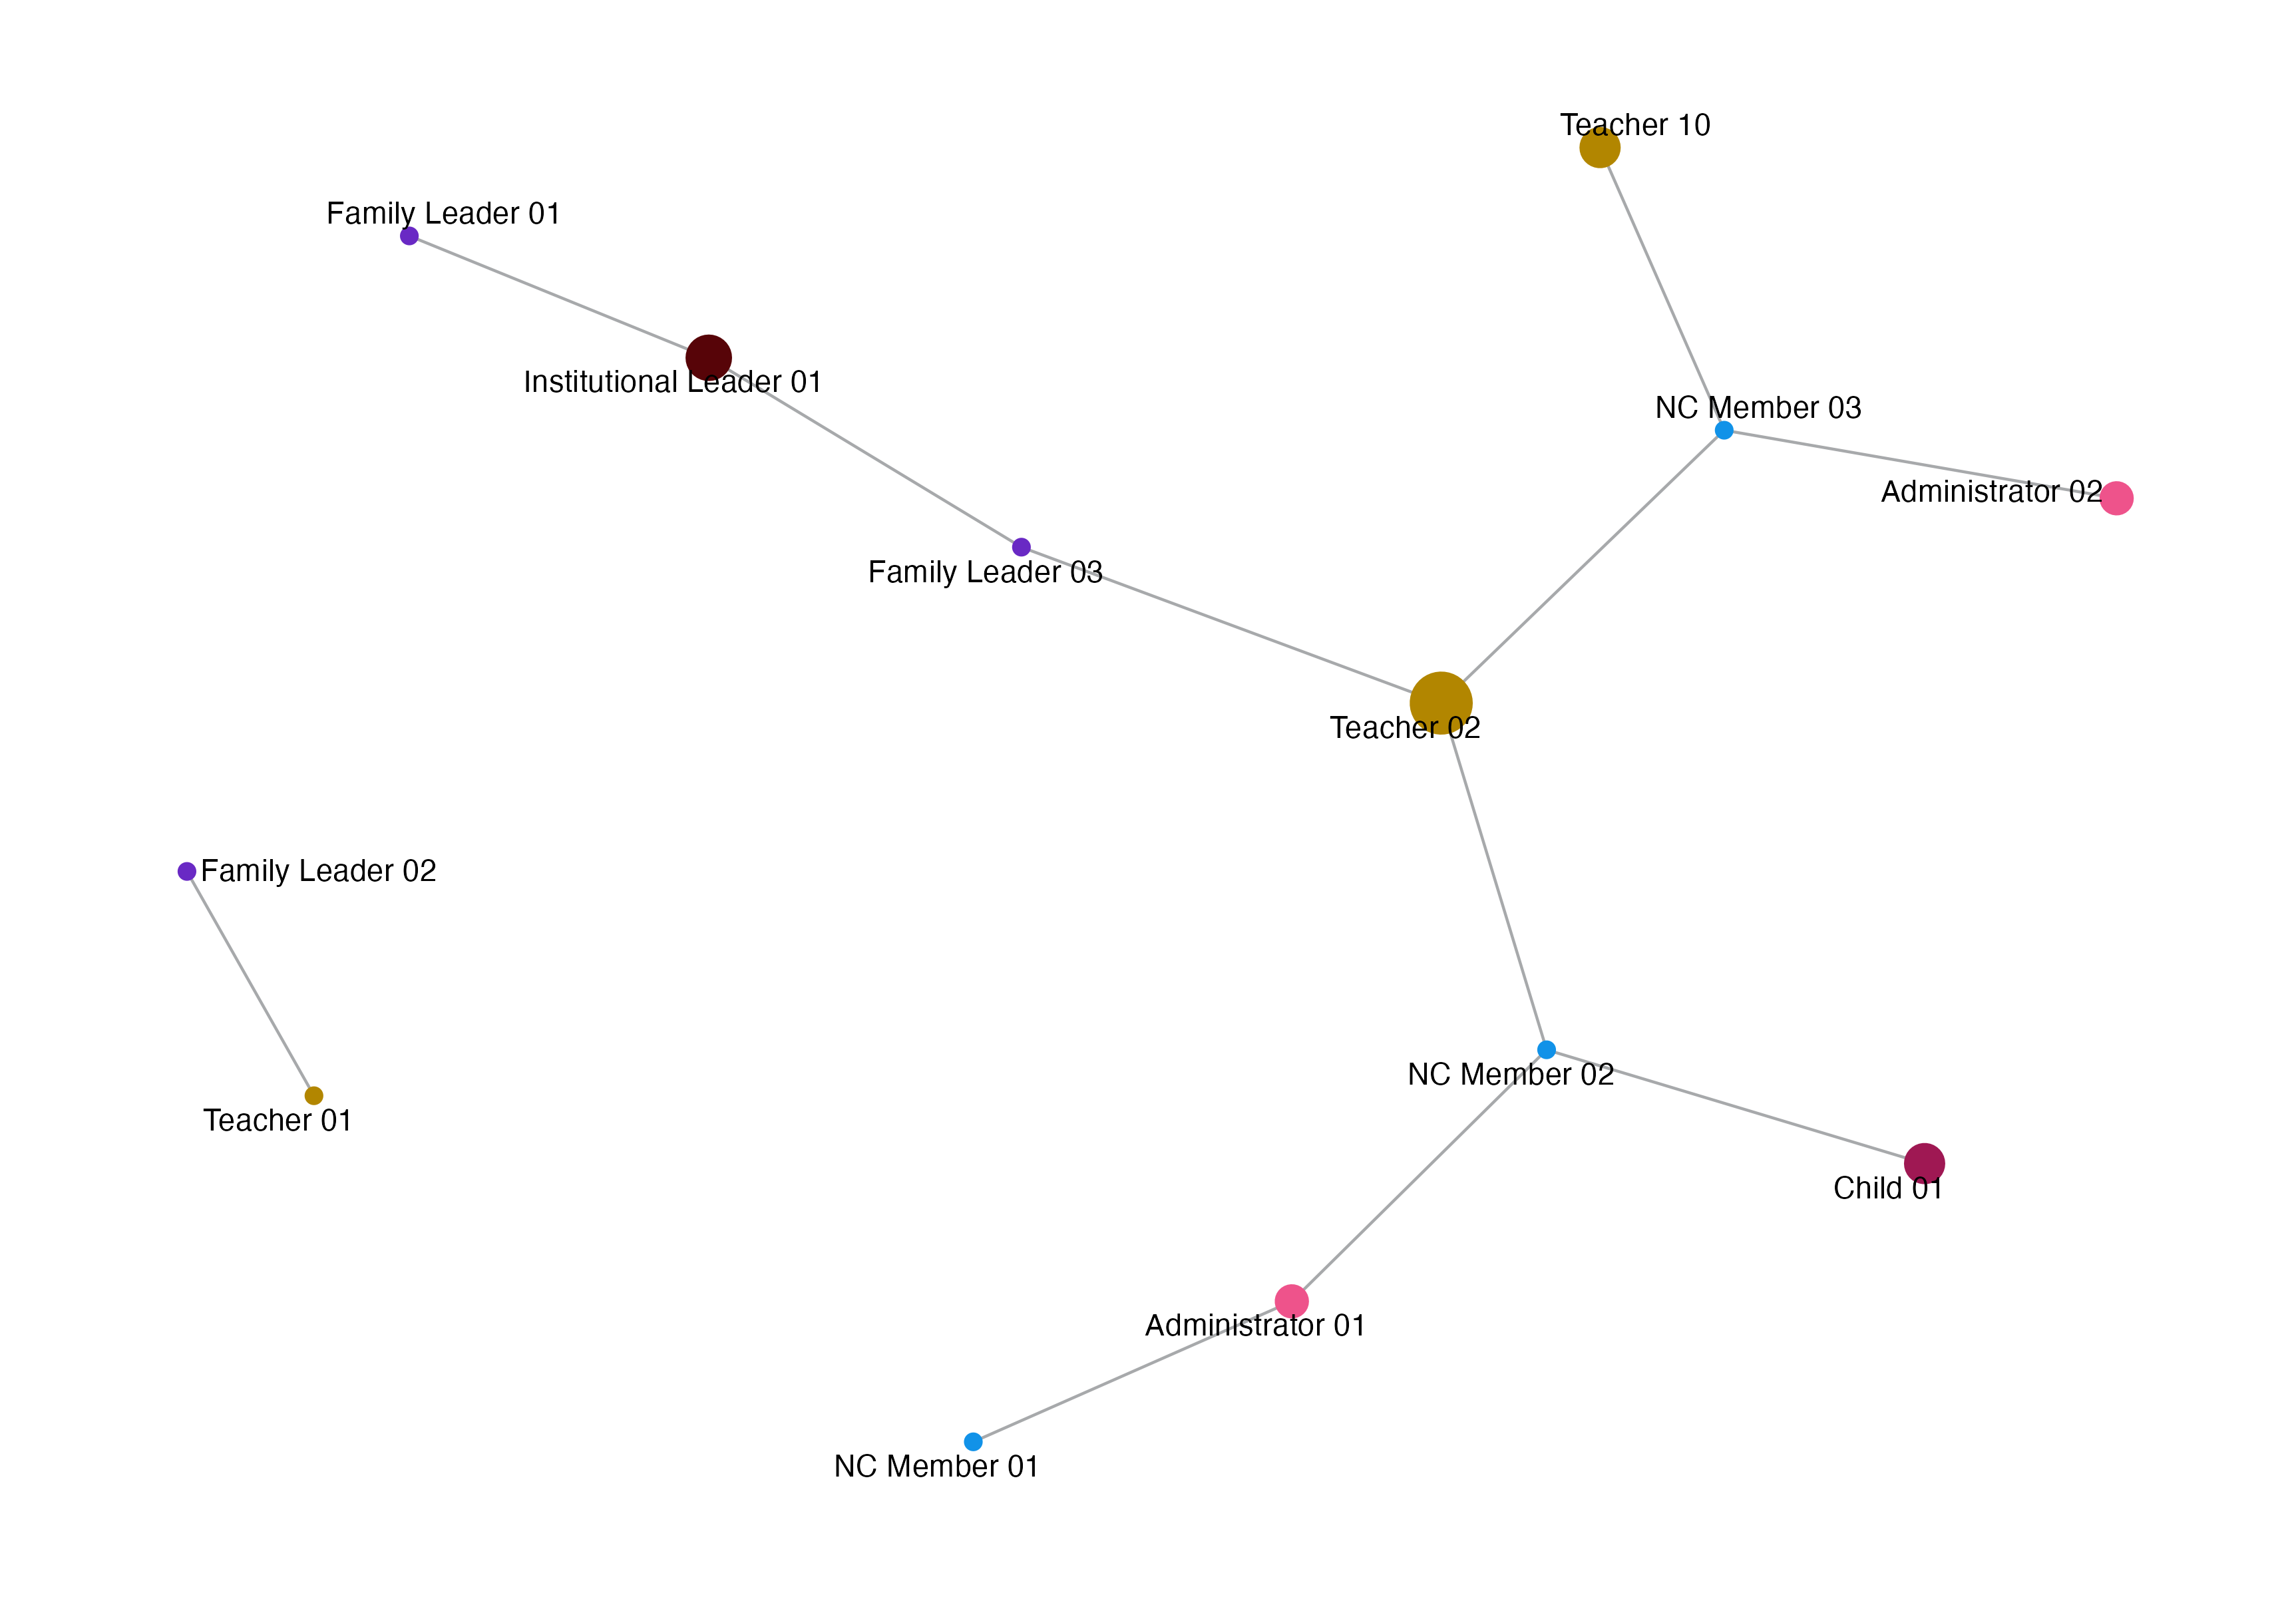 Teacher 10
Family Leader 01
Institutional Leader 01
NC Member 03
Administrator 02
Family Leader 03
Teacher 02
Family Leader 02
NC Member 02
Teacher 01
Child 01
Administrator 01
NC Member 01